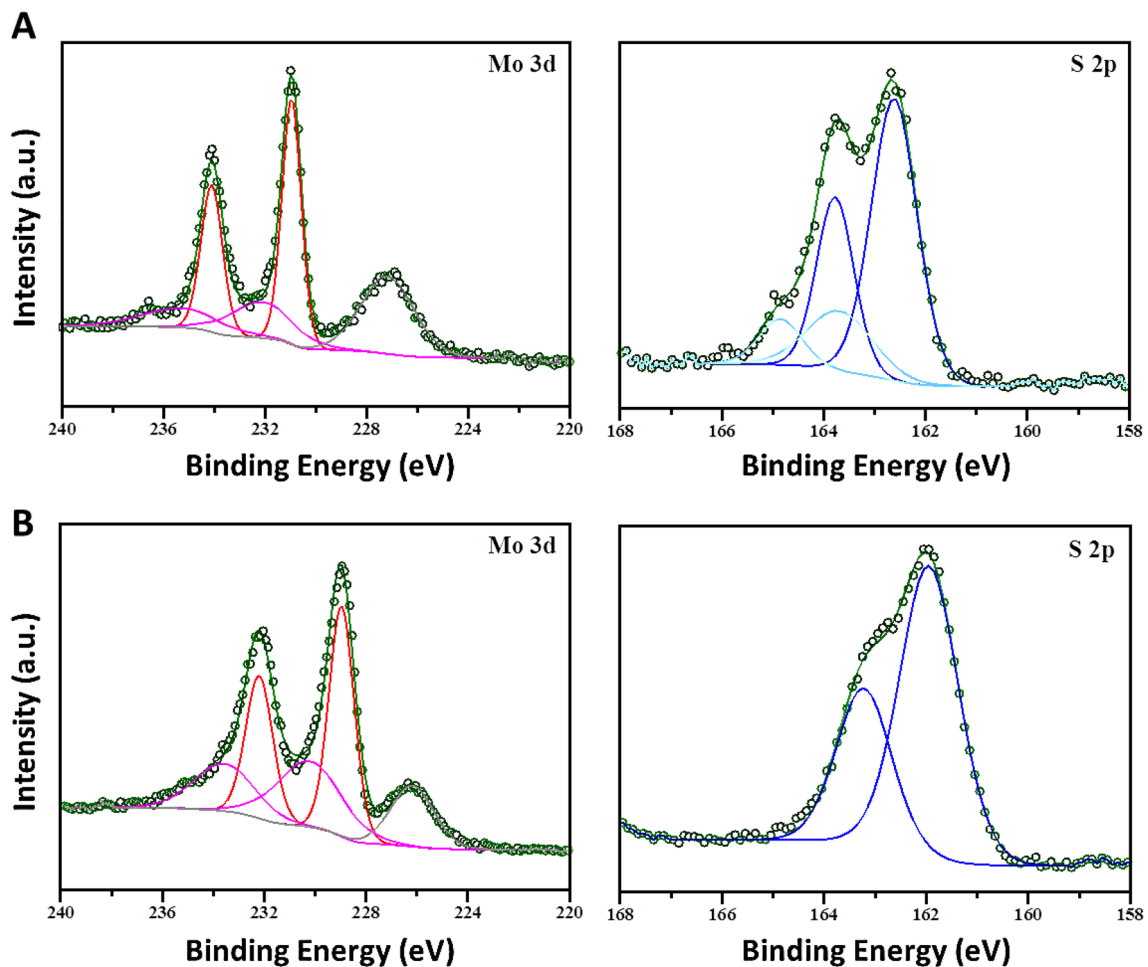 A
Mo 3d
S 2p
Intensity (a.u.)
240 236 232 228 224 220
168 166 164 162 160 158
Binding Energy (eV)
Binding Energy (eV)
B
Mo 3d
S 2p
Intensity (a.u.)
240 236 232 228 224 220
168 166 164 162 160 158
Binding Energy (eV)
Binding Energy (eV)